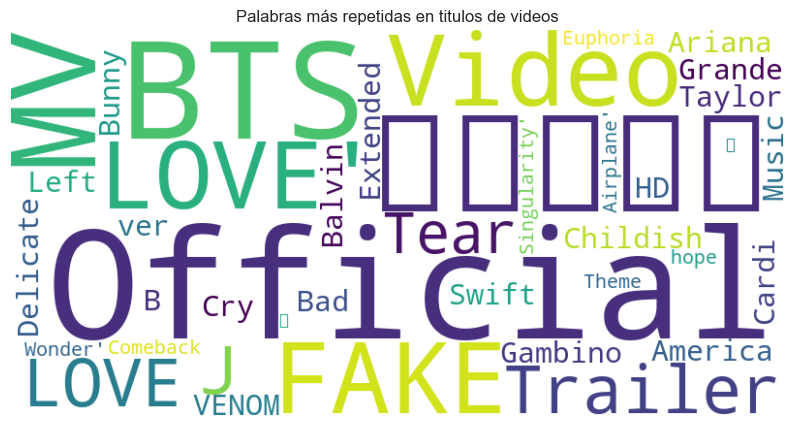 Palabras más repetidas en titulos de videos
MV
Bunny
BTS
Video
Euphoria
Ariana
Grande
Taylor
Left
LOVE'
Balvin
Extended
Singularity'
Airplane'
HD
Music
Delicate
ver
Tear
Childish
hope
Official
B
Cry
Bad
Swift
Theme
Cardi
Wonder'
Comeback
LOVE
J
VENOM
FAKE
Gambino
America
Trailer